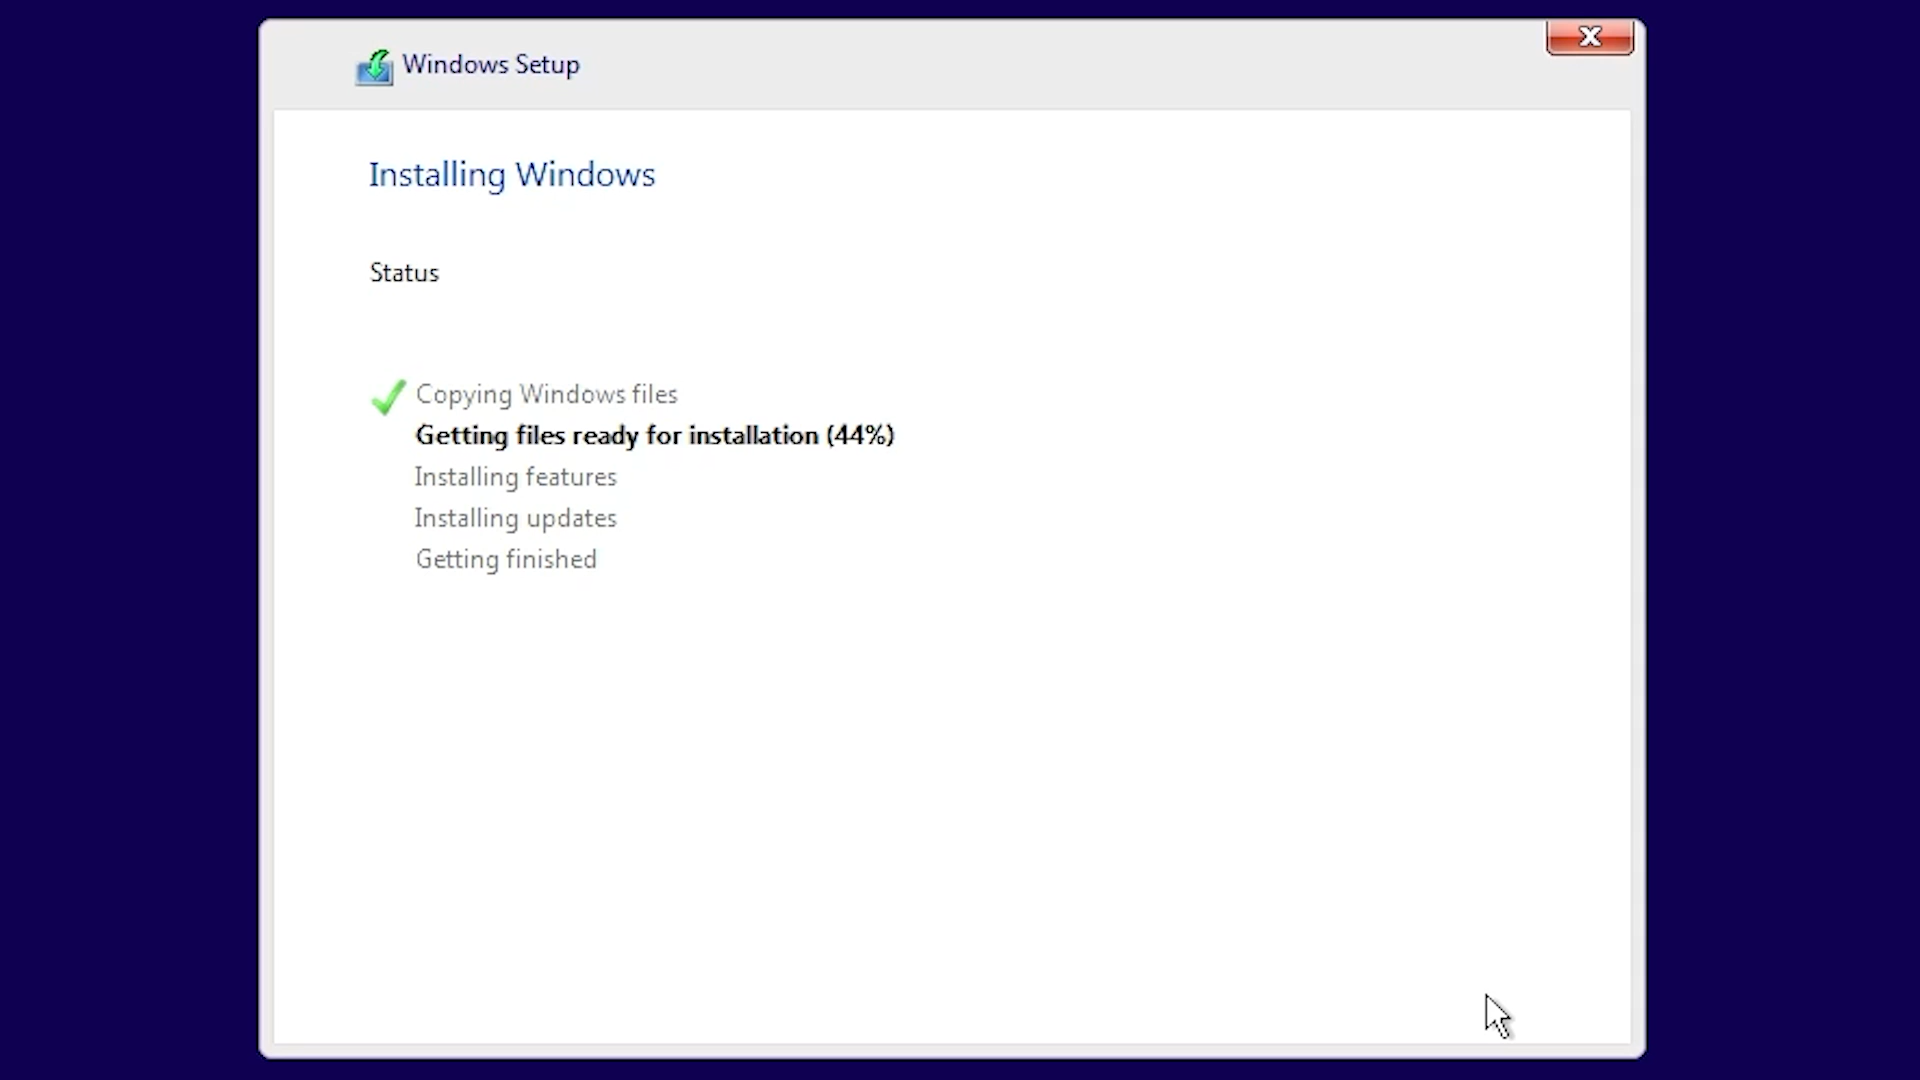 Windows Setup
Installing Windows
Status
Copying Windows files
Getting files ready for installation (44%)
Installing features
Installing updates
Getting finished